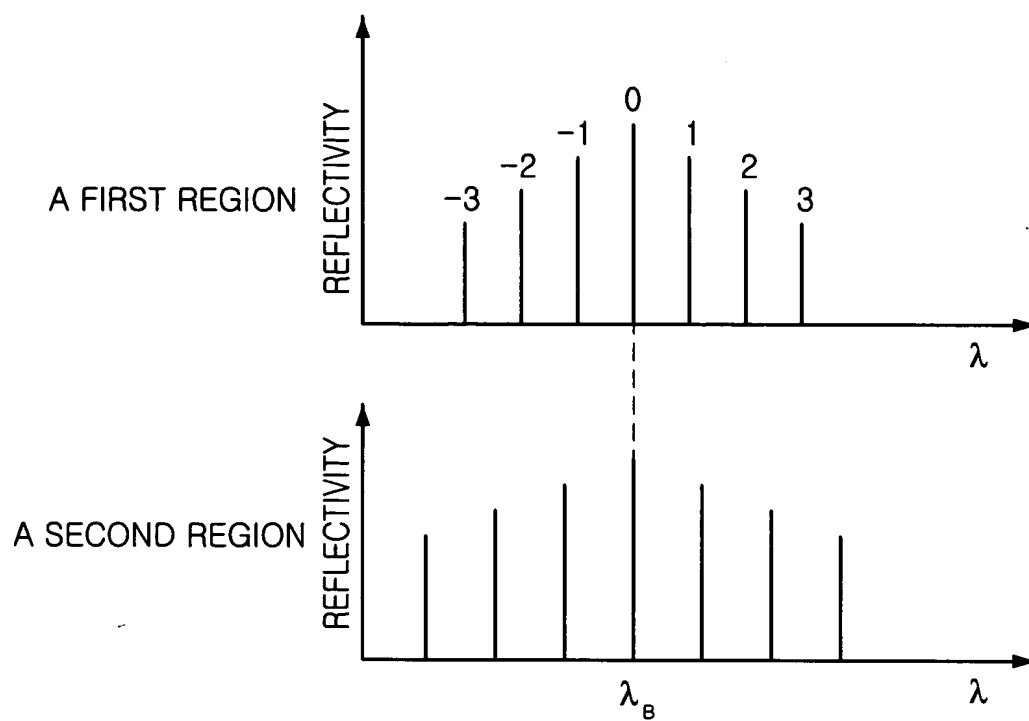 REFLECTIVITY
0
-1
1
-2
2
-3
3
A FIRST REGION
λ
REFLECTIVITY
A SECOND REGION
λB
λ